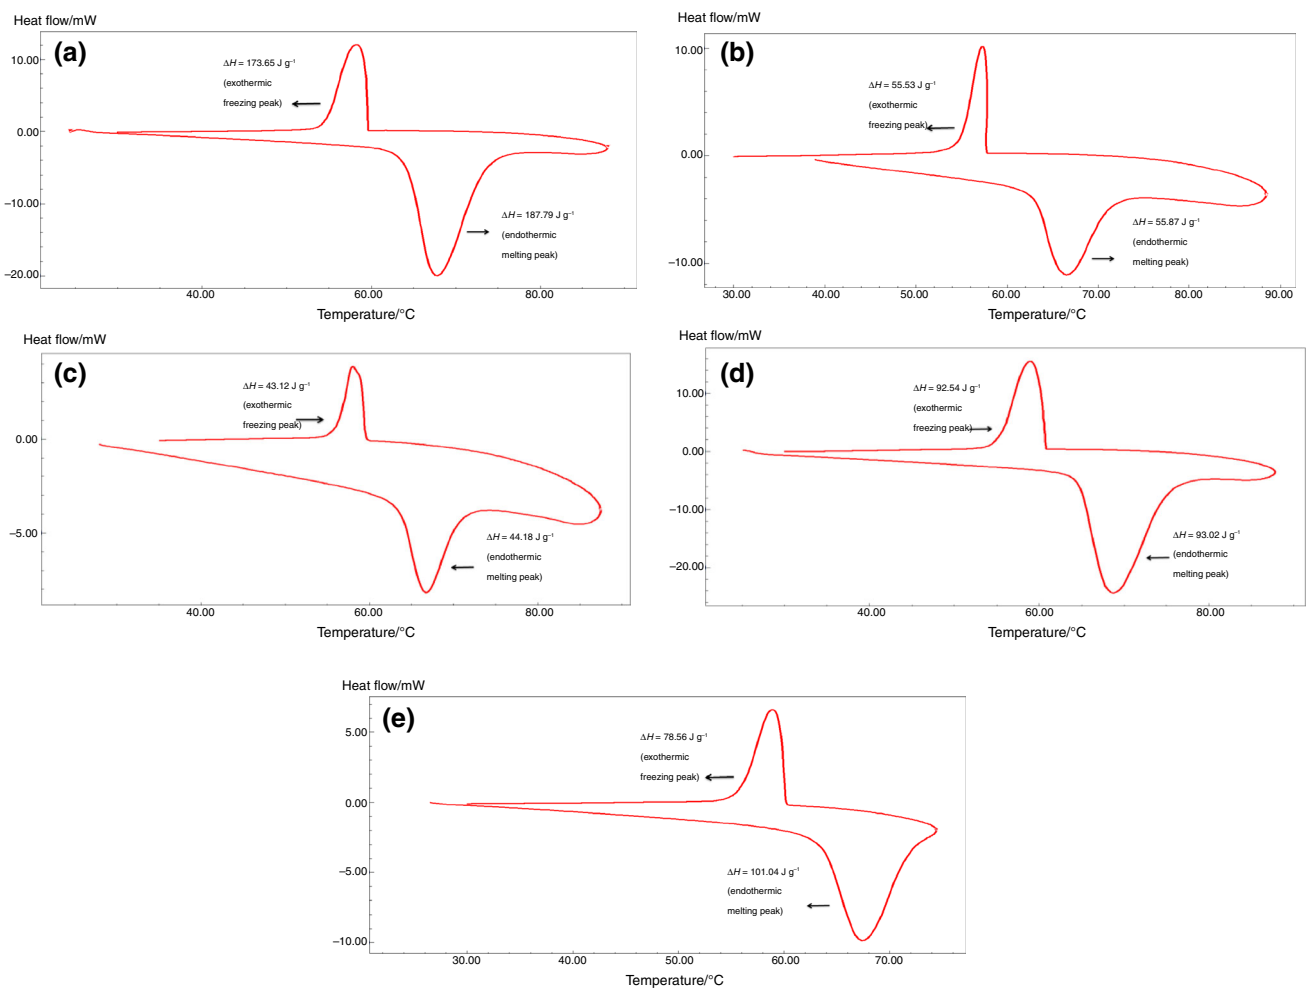 Heat flow/mW
(a)
ΔH = 173.65 J g⁻¹
(exothermic
freezing peak)
10.00
0.00
−10.00
−20.00
ΔH = 187.79 J g⁻¹
(endothermic
melting peak)
40.00 60.00 80.00
Temperature/°C
Heat flow/mW
(b)
ΔH = 55.53 J g⁻¹
(exothermic
freezing peak)
10.00
0.00
−10.00
ΔH = 55.87 J g⁻¹
(endothermic
melting peak)
30.00 40.00 50.00 60.00 70.00 80.00 90.00
Temperature/°C
Heat flow/mW
(c)
ΔH = 43.12 J g⁻¹
(exothermic
freezing peak)
0.00
−5.00
ΔH = 44.18 J g⁻¹
(endothermic
melting peak)
40.00 60.00 80.00
Temperature/°C
Heat flow/mW
(d)
ΔH = 92.54 J g⁻¹
(exothermic
freezing peak)
10.00
0.00
−10.00
−20.00
ΔH = 93.02 J g⁻¹
(endothermic
melting peak)
40.00 60.00 80.00
Temperature/°C
Heat flow/mW
(e)
ΔH = 78.56 J g⁻¹
(exothermic
freezing peak)
5.00
0.00
−5.00
−10.00
ΔH = 101.04 J g⁻¹
(endothermic
melting peak)
30.00 40.00 50.00 60.00 70.00
Temperature/°C